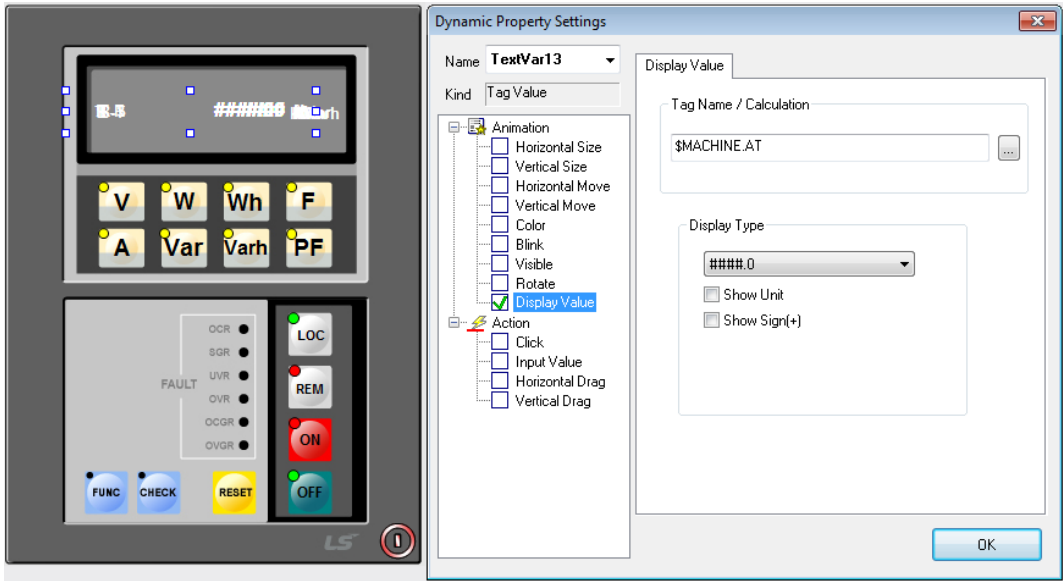 V W Wh F
A Var Varh PF
OCR
SGR
UVR
FAULT
OVR
OCGR
OVGR
LOC
REM
ON
OFF
FUNC CHECK RESET
LS
Dynamic Property Settings
Name TextVar13
Kind Tag Value
Animation
Horizontal Size
Vertical Size
Horizontal Move
Vertical Move
Color
Blink
Visible
Rotate
Display Value
Action
Click
Input Value
Horizontal Drag
Vertical Drag
Display Value
Tag Name / Calculation
$MACHINE.AT
...
Display Type
####.0
Show Unit
Show Sign(+)
OK